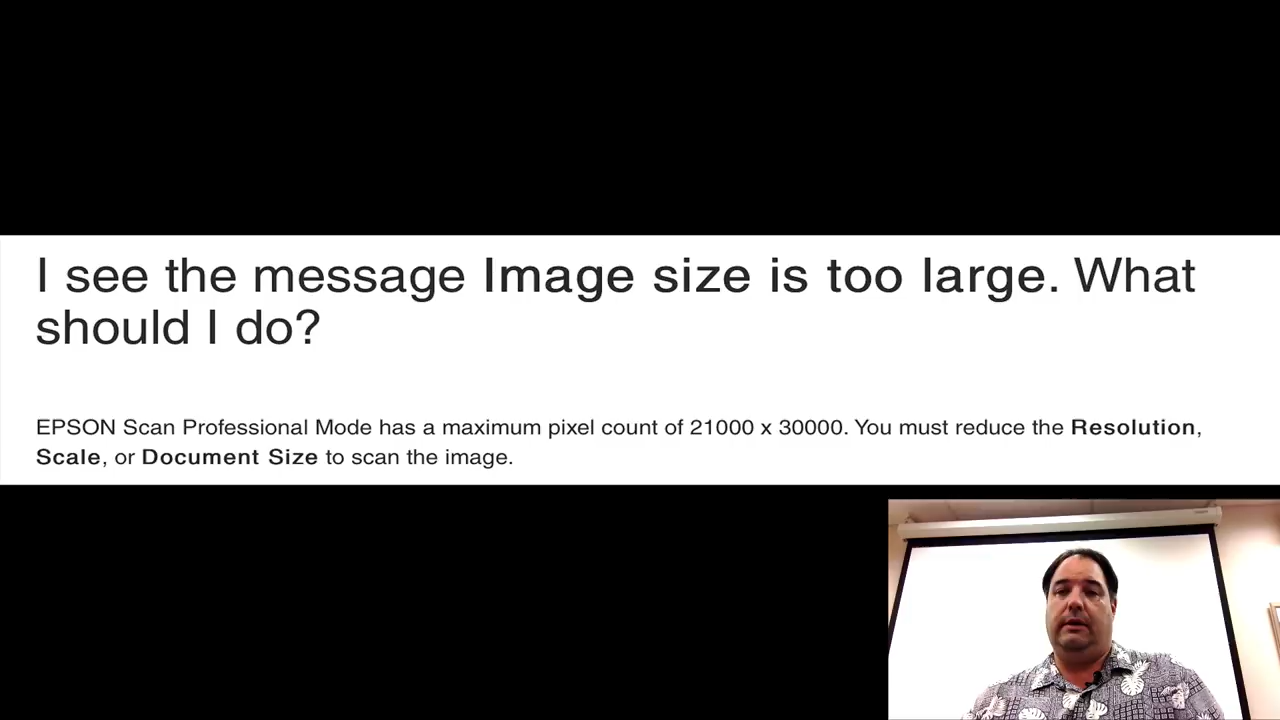 I see the message Image size is too large. What
should I do?
EPSON Scan Professional Mode has a maximum pixel count of 21000 x 30000. You must reduce the Resolution,
Scale, or Document Size to scan the image.